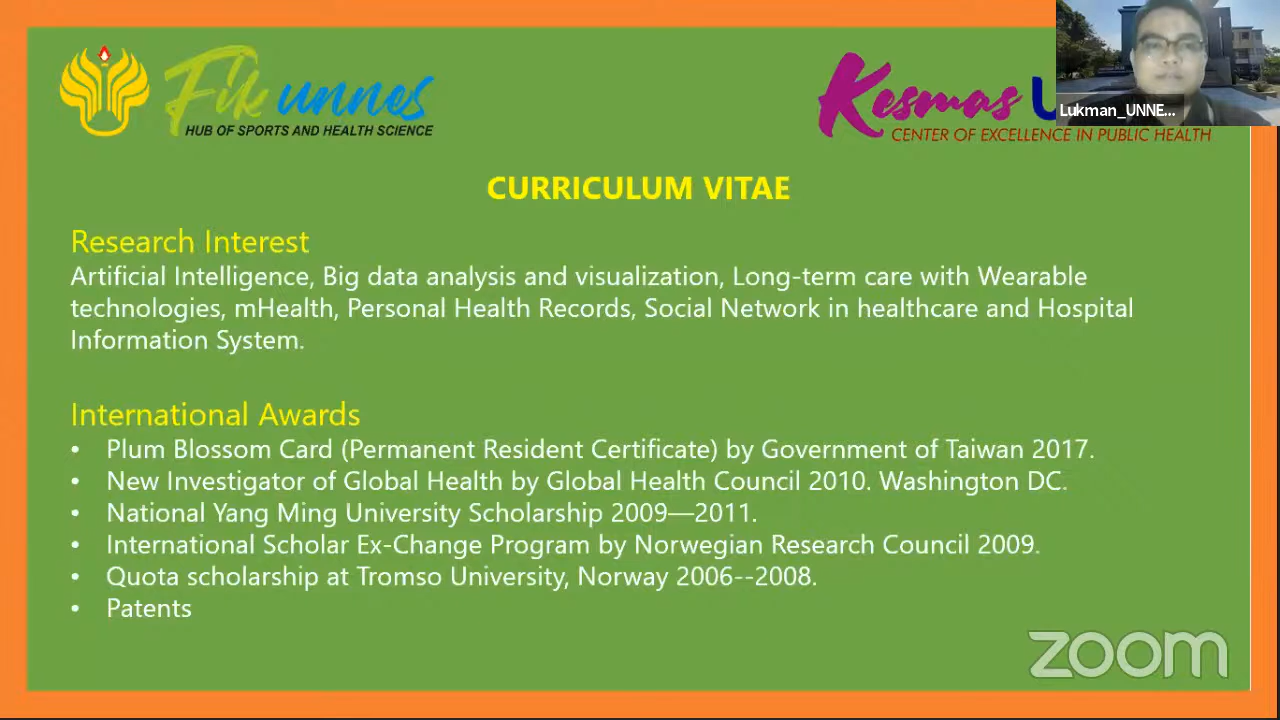 Fik unnes
HUB OF SPORTS AND HEALTH SCIENCE
Kesmas U
CENTER OF EXCELLENCE IN PUBLIC HEALTH
Lukman_UNNE...
CURRICULUM VITAE
Research Interest
Artificial Intelligence, Big data analysis and visualization, Long-term care with Wearable
technologies, mHealth, Personal Health Records, Social Network in healthcare and Hospital
Information System.
International Awards
• Plum Blossom Card (Permanent Resident Certificate) by Government of Taiwan 2017.
• New Investigator of Global Health by Global Health Council 2010. Washington DC.
• National Yang Ming University Scholarship 2009—2011.
• International Scholar Ex-Change Program by Norwegian Research Council 2009.
• Quota scholarship at Tromso University, Norway 2006--2008.
• Patents
zoom